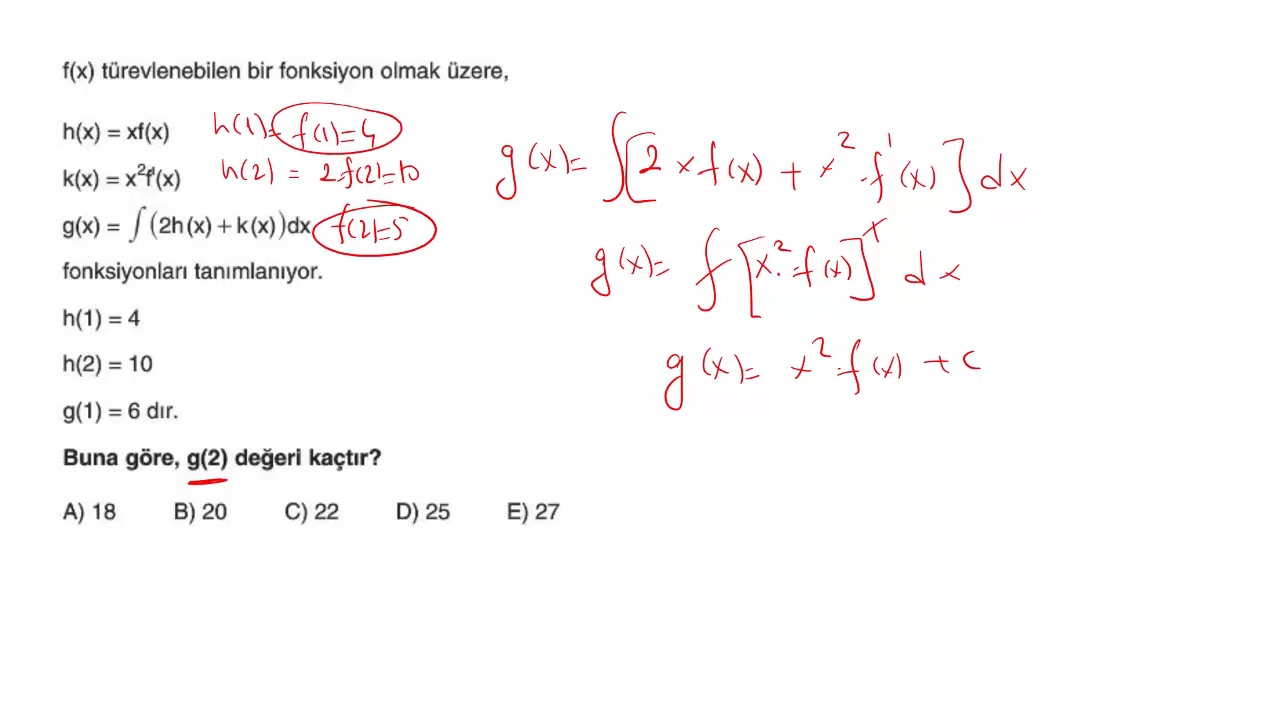 f(x) türevlenebilen bir fonksiyon olmak üzere,
h(x) = xf(x)
h(1)= f(1)=4
k(x) = x²f'(x)
h(2) = 2.f(2)=10
g(x) = ∫(2h(x) + k(x))dx
f(2)=5
fonksiyonları tanımlanıyor.
h(1) = 4
h(2) = 10
g(1) = 6 dır.
Buna göre, g(2) değeri kaçtır?
A) 18 B) 20 C) 22 D) 25 E) 27
g(x)= ∫[2xf(x) + x².f'(x)]dx
g(x)= ∫[x².f(x)]' dx
g(x)= x².f(x) + c